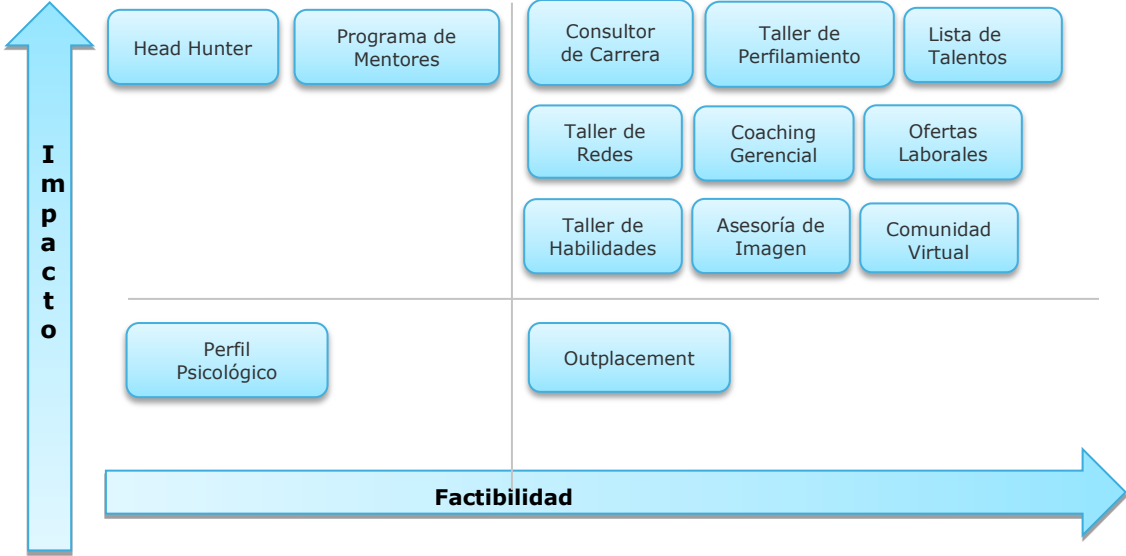 Head Hunter
Programa de
Mentores
Consultor
de Carrera
Taller de
Perfilamiento
Lista de
Talentos
Taller de
Redes
Coaching
Gerencial
Ofertas
Laborales
Taller de
Habilidades
Asesoría de
Imagen
Comunidad
Virtual
I
m
p
a
c
t
o
Perfil
Psicológico
Outplacement
Factibilidad